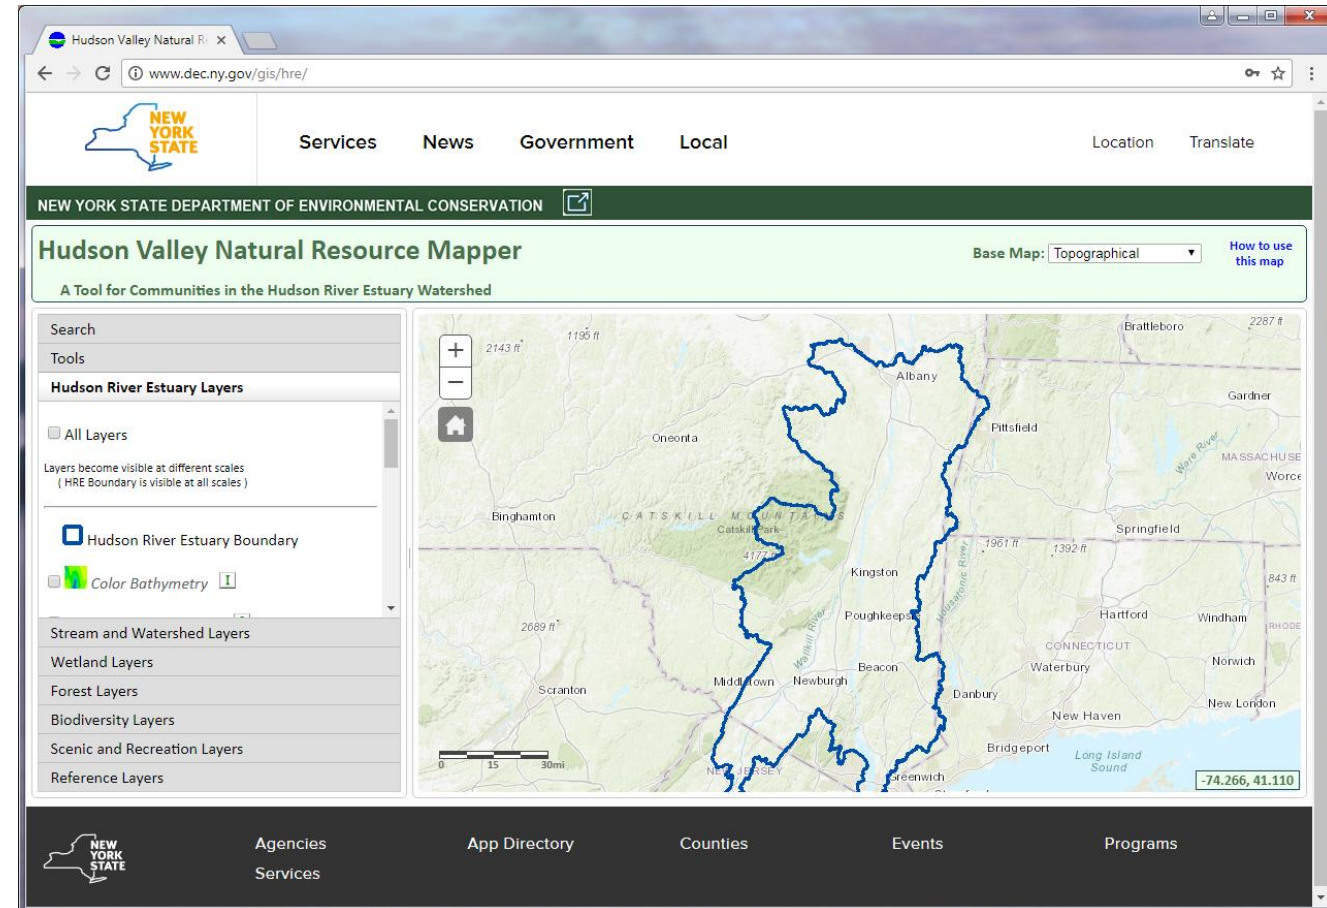 Hudson Valley Natural R
www.dec.ny.gov/gis/hre/
NEW
YORK
STATE
Services
News
Government
Local
Location
Translate
NEW YORK STATE DEPARTMENT OF ENVIRONMENTAL CONSERVATION
Hudson Valley Natural Resource Mapper
Base Map:
Topographical
How to use
this map
A Tool for Communities in the Hudson River Estuary Watershed
Search
Tools
Hudson River Estuary Layers
All Layers
Layers become visible at different scales
( HRE Boundary is visible at all scales )
Hudson River Estuary Boundary
Color Bathymetry I
Stream and Watershed Layers
Wetland Layers
Forest Layers
Biodiversity Layers
Scenic and Recreation Layers
Reference Layers
+
−
1195 ft
2143 ft
Brattleboro
2287 ft
Albany
Gardner
Pittsfield
Oneonta
Ware River
MASSACHUSE
Worce
Binghamton
CATSKILL MOUNTAINS
Catskill Park
Springfield
4177 ft
1961 ft
1392 ft
Kingston
Housatonic River
843 ft
2689 ft
Poughkeeps
Hartford
Windham
RHODE
Wallkill River
CONNECTICUT
Beacon
Waterbury
Norwich
Scranton
Middletown
Newburgh
Danbury
New London
New Haven
Bridgeport
Long Island
Sound
0 15 30mi
NEW JERSEY
Greenwich
-74.266, 41.110
NEW
YORK
STATE
Agencies
App Directory
Counties
Events
Programs
Services